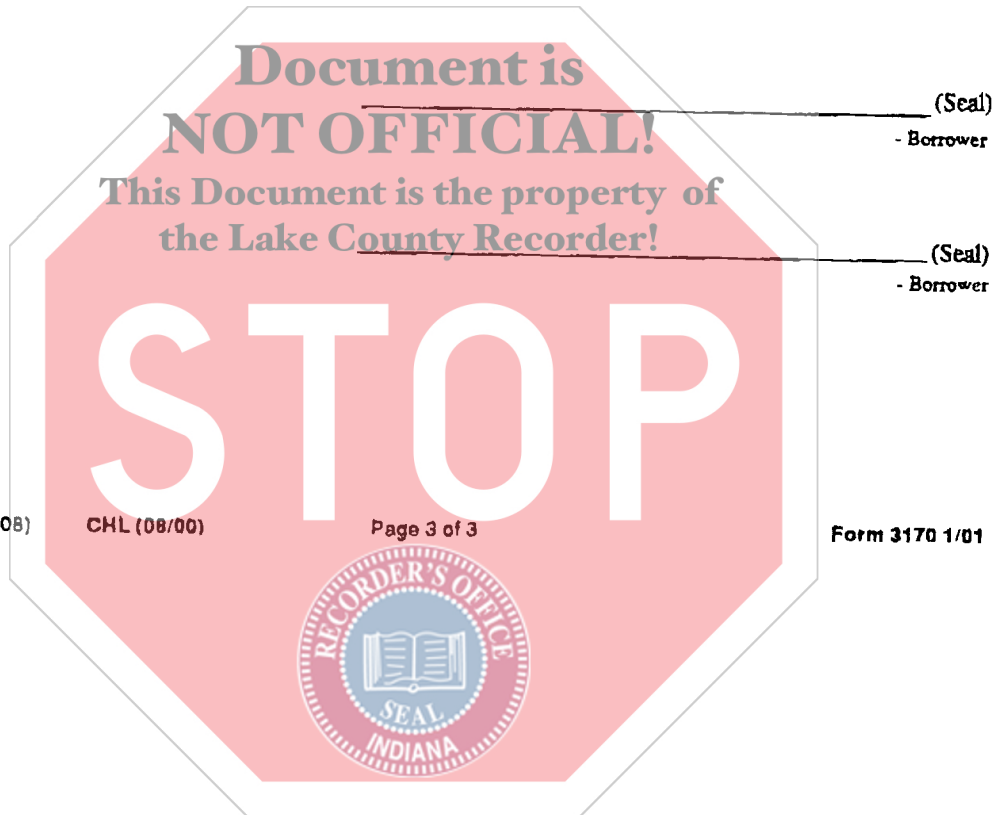 Document is
(Seal)
NOT OFFICIAL!
- Borrower
This Document is the property of
the Lake County Recorder!
(Seal)
- Borrower
STOP
08) CHL (08/00) Page 3 of 3 Form 3170 1/01
RECORDER'S OFFICE
SEAL
INDIANA